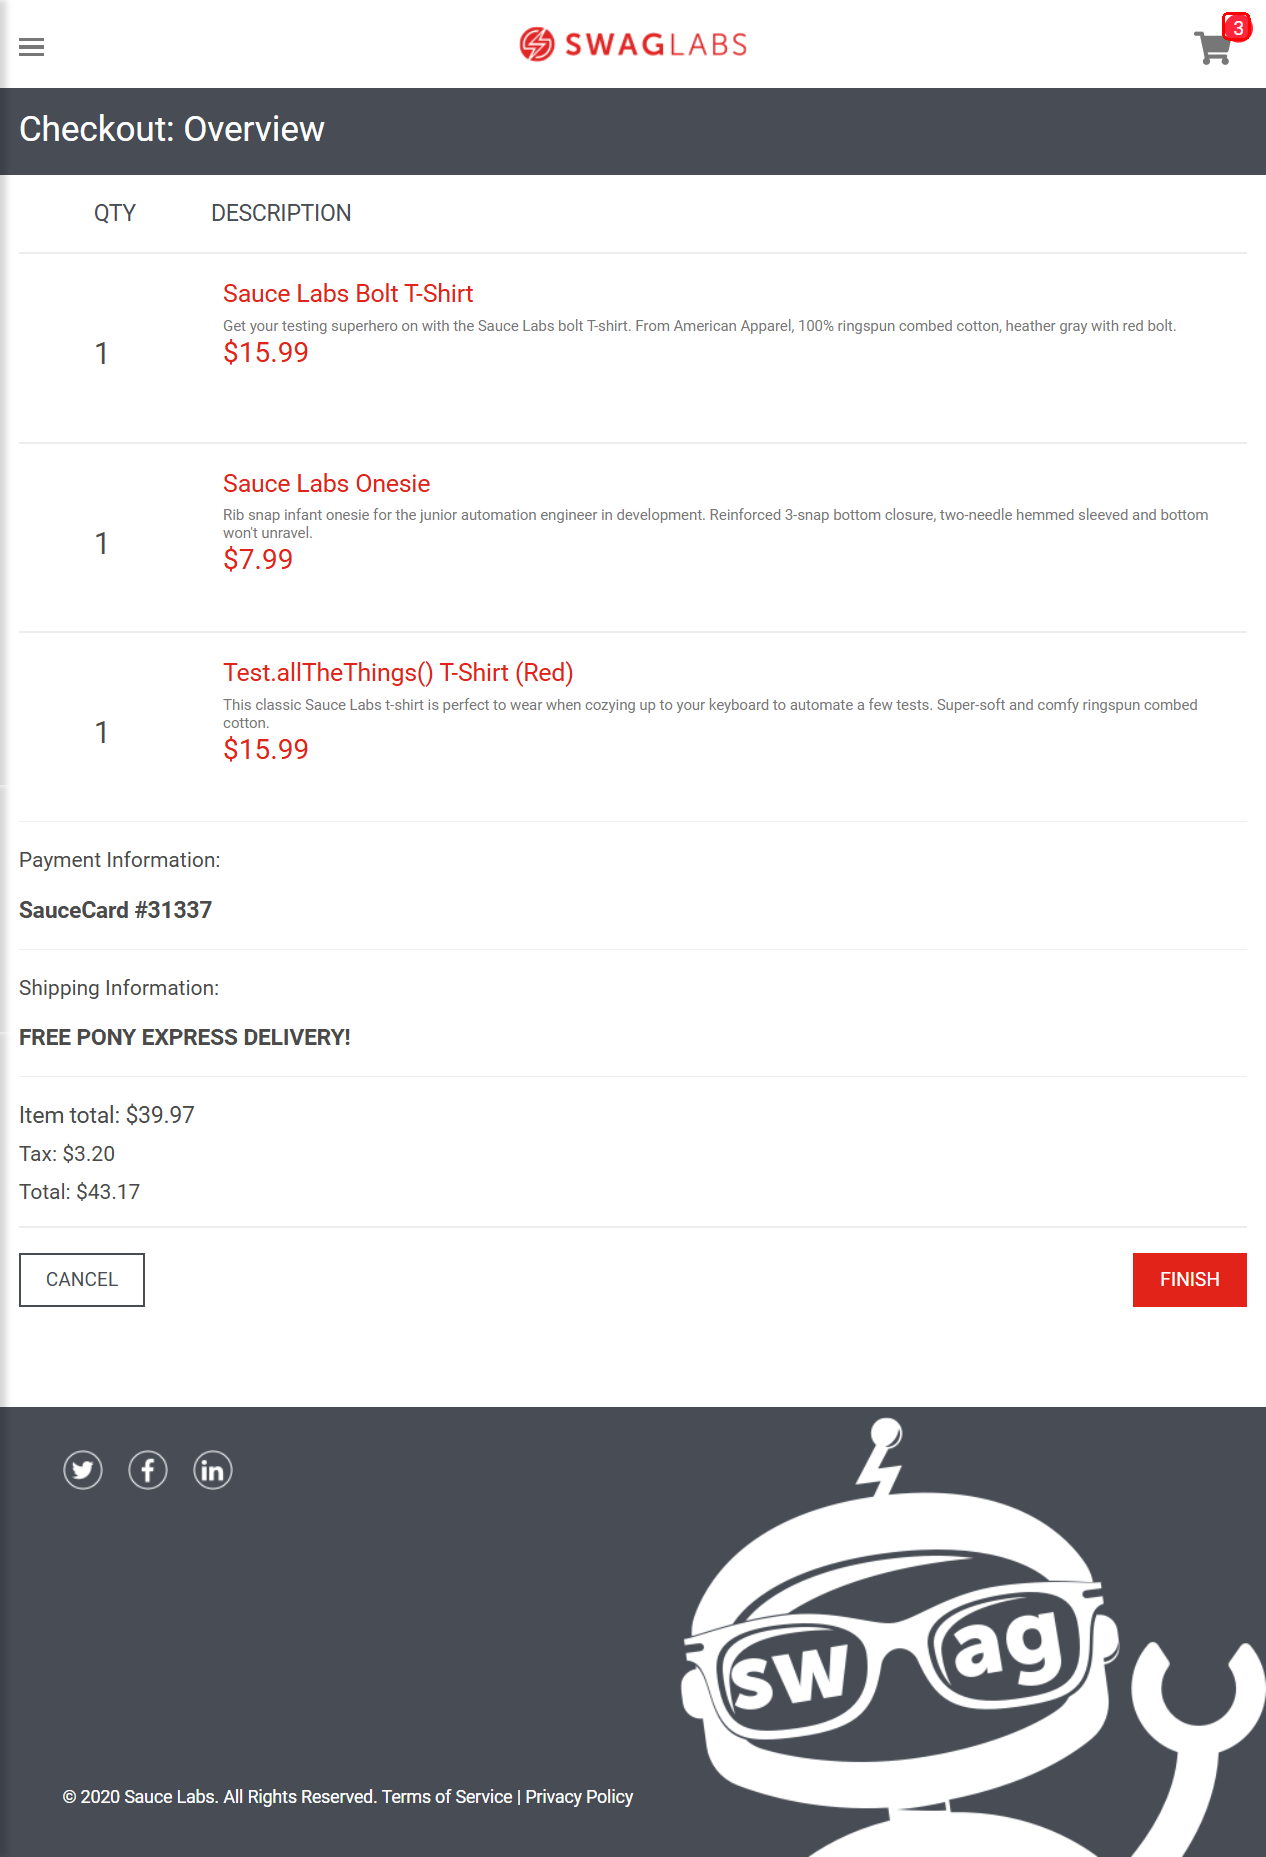 SWAGLABS
3
Checkout: Overview
QTY DESCRIPTION
Sauce Labs Bolt T-Shirt
Get your testing superhero on with the Sauce Labs bolt T-shirt. From American Apparel, 100% ringspun combed cotton, heather gray with red bolt.
1
$15.99
Sauce Labs Onesie
Rib snap infant onesie for the junior automation engineer in development. Reinforced 3-snap bottom closure, two-needle hemmed sleeved and bottom
won't unravel.
1
$7.99
Test.allTheThings() T-Shirt (Red)
This classic Sauce Labs t-shirt is perfect to wear when cozying up to your keyboard to automate a few tests. Super-soft and comfy ringspun combed
cotton.
1
$15.99
Payment Information:
SauceCard #31337
Shipping Information:
FREE PONY EXPRESS DELIVERY!
Item total: $39.97
Tax: $3.20
Total: $43.17
CANCEL
FINISH
in
sw ag
© 2020 Sauce Labs. All Rights Reserved. Terms of Service | Privacy Policy